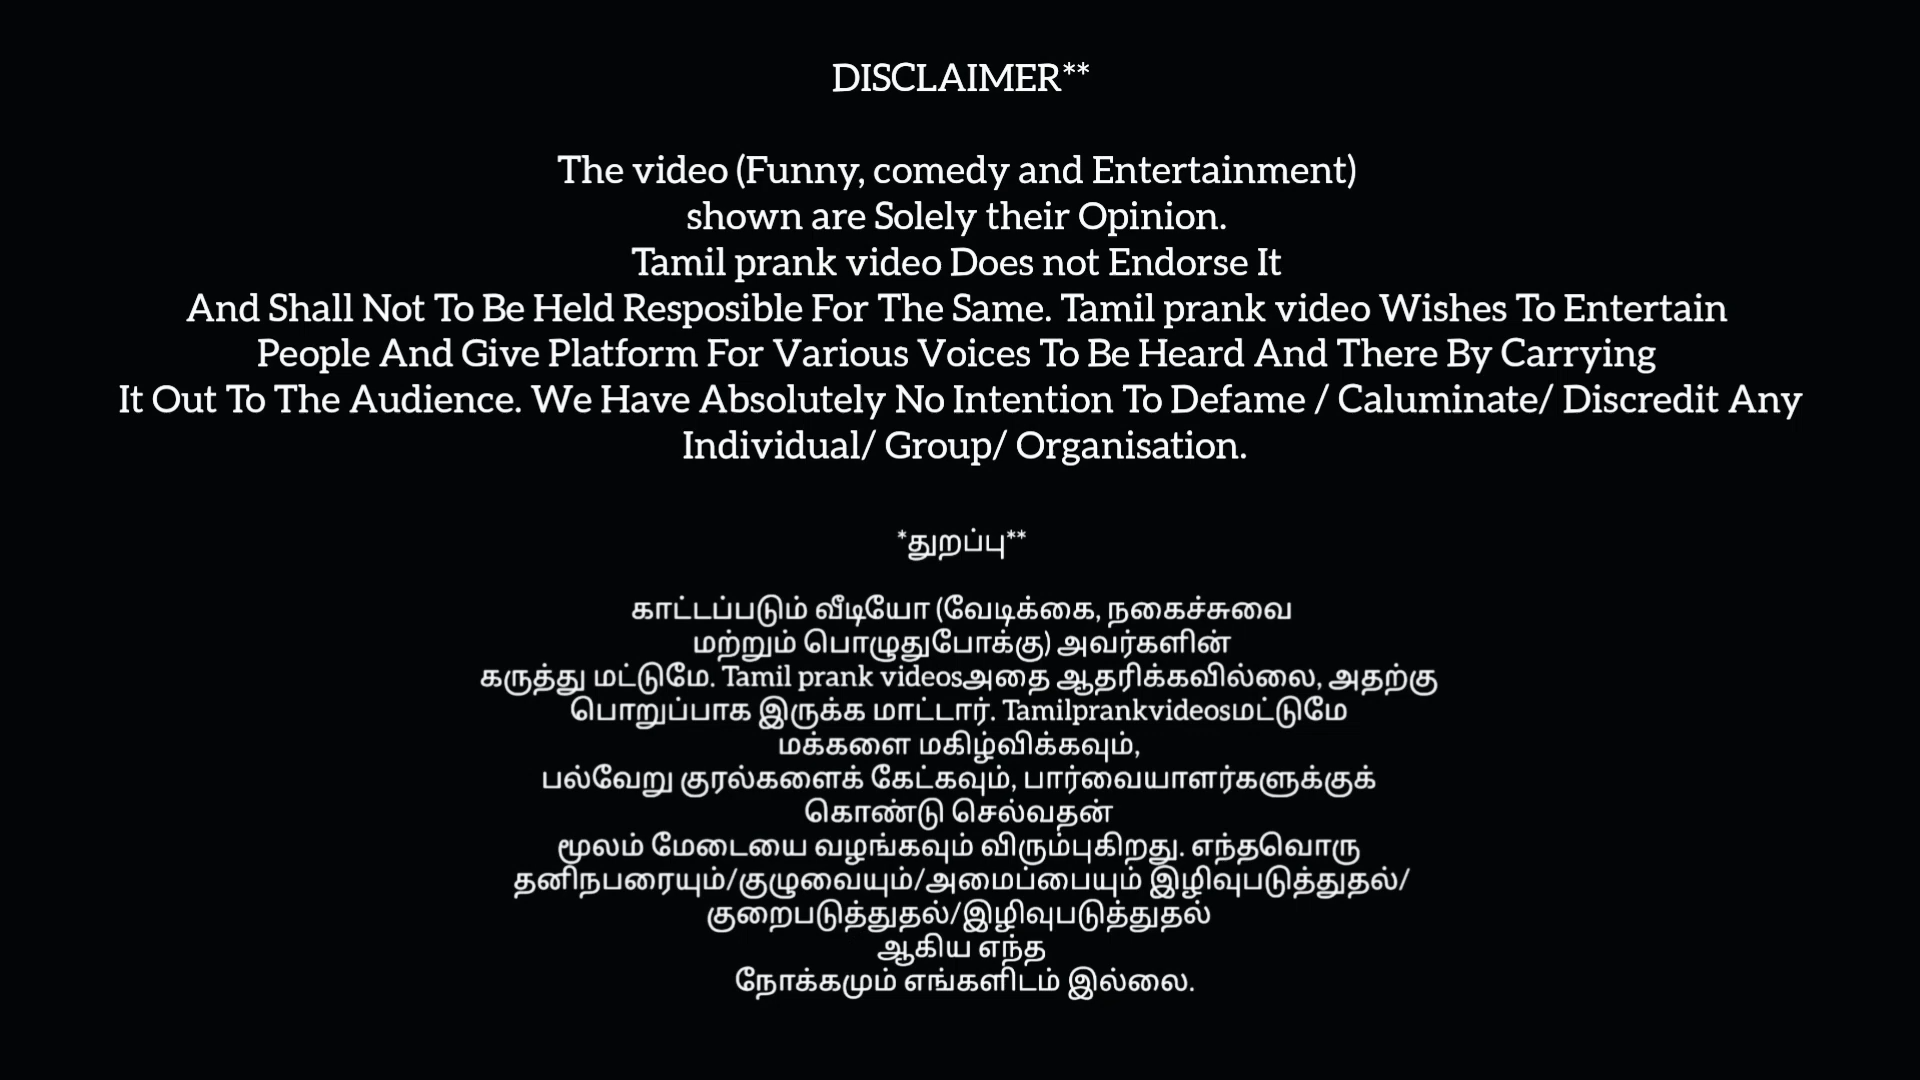 DISCLAIMER**
The video (Funny, comedy and Entertainment)
shown are Solely their Opinion.
Tamil prank video Does not Endorse It
And Shall Not To Be Held Resposible For The Same. Tamil prank video Wishes To Entertain
People And Give Platform For Various Voices To Be Heard And There By Carrying
It Out To The Audience. We Have Absolutely No Intention To Defame / Caluminate/ Discredit Any
Individual/ Group/ Organisation.
*துறப்பு**
காட்டப்படும் வீடியோ (வேடிக்கை, நகைச்சுவை
மற்றும் பொழுதுபோக்கு) அவர்களின்
கருத்து மட்டுமே. Tamil prank videosஅதை ஆதரிக்கவில்லை, அதற்கு
பொறுப்பாக இருக்க மாட்டார். Tamilprankvideosமட்டுமே
மக்களை மகிழ்விக்கவும்,
பல்வேறு குரல்களைக் கேட்கவும், பார்வையாளர்களுக்குக்
கொண்டு செல்வதன்
மூலம் மேடையை வழங்கவும் விரும்புகிறது. எந்தவொரு
தனிநபரையும்/குழுவையும்/அமைப்பையும் இழிவுபடுத்துதல்/
குறைபடுத்துதல்/இழிவுபடுத்துதல்
ஆகிய எந்த
நோக்கமும் எங்களிடம் இல்லை.